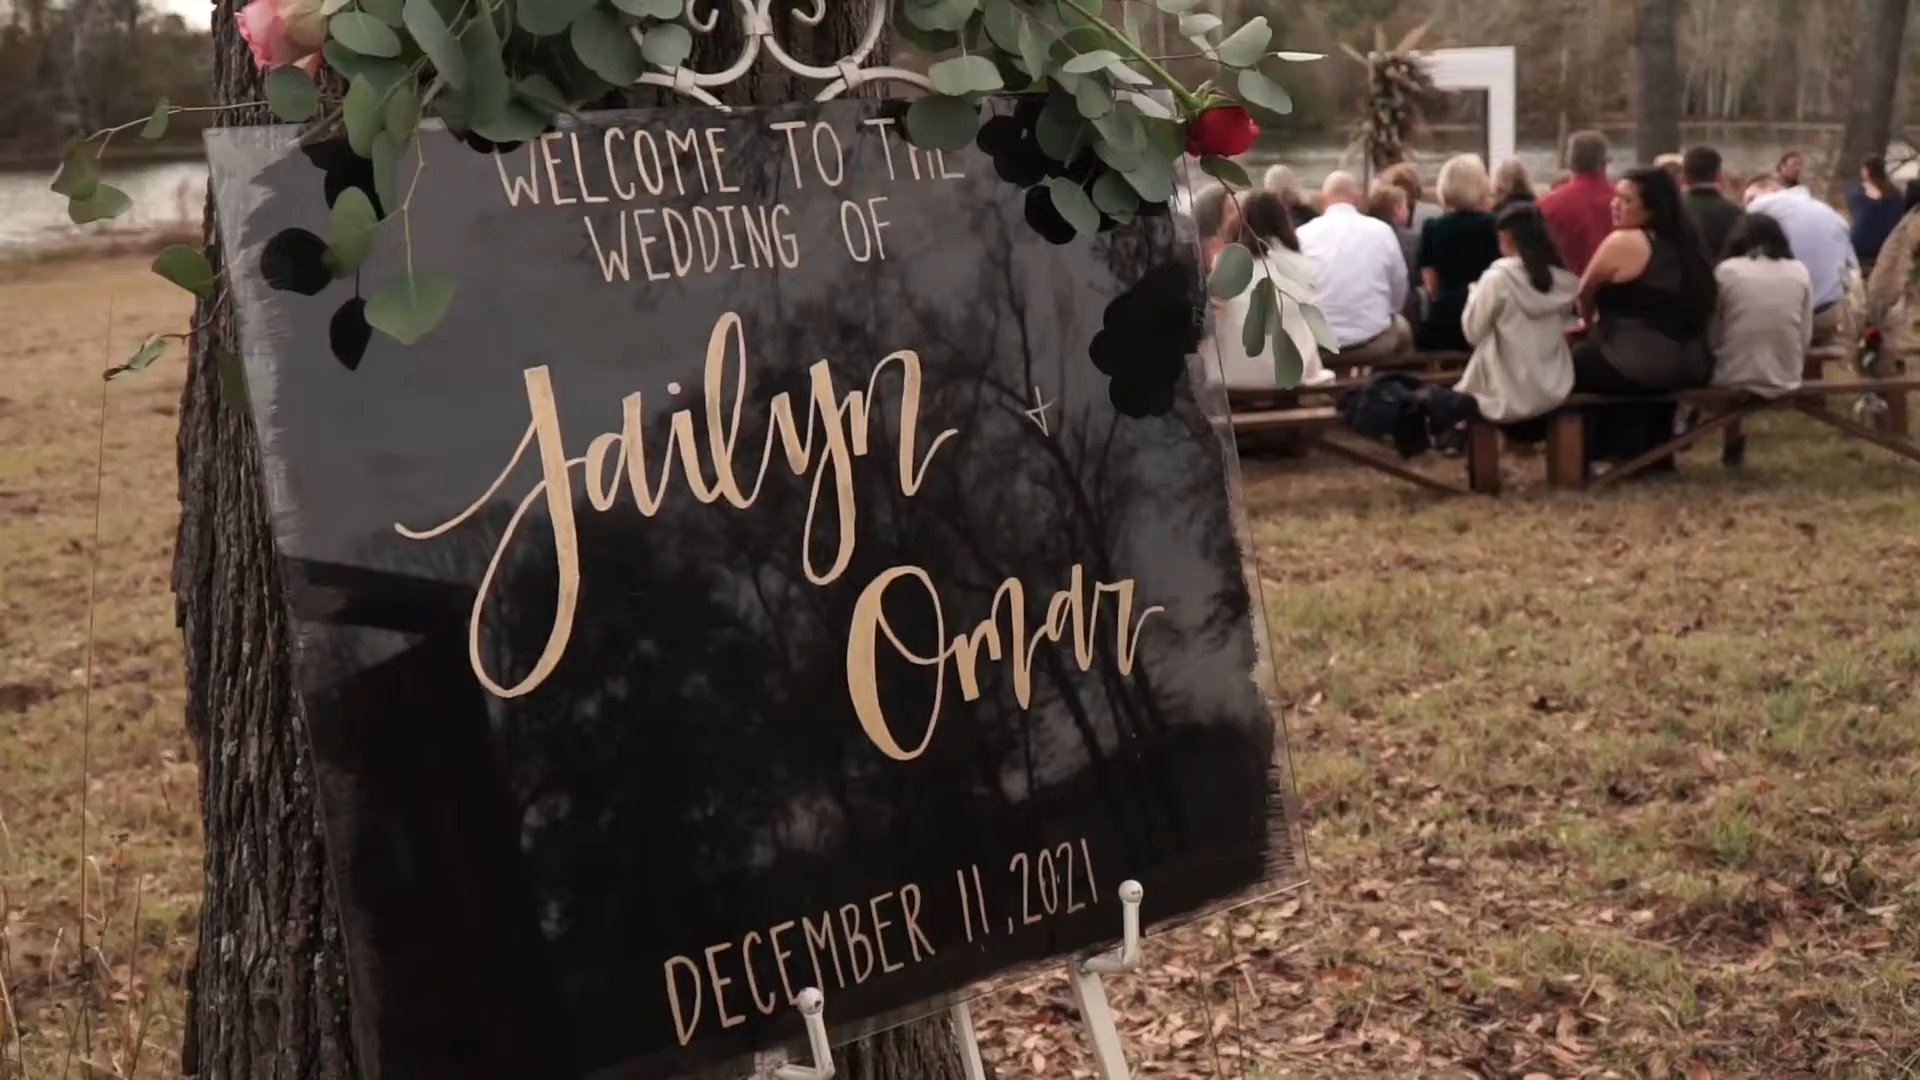 WELCOME TO THE
WEDDING OF
Jailyn +
Omar
DECEMBER 11, 2021